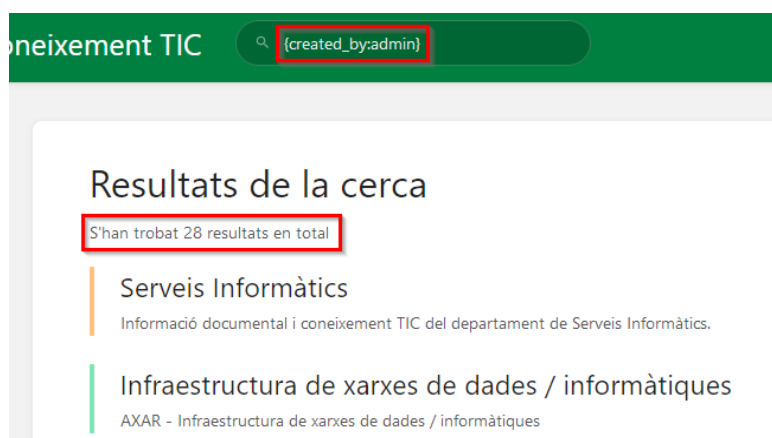 neixement TIC
{created_by:admin}
Resultats de la cerca
S'han trobat 28 resultats en total
Serveis Informàtics
Informació documental i coneixement TIC del departament de Serveis Informàtics.
Infraestructura de xarxes de dades / informàtiques
AXAR - Infraestructura de xarxes de dades / informàtiques